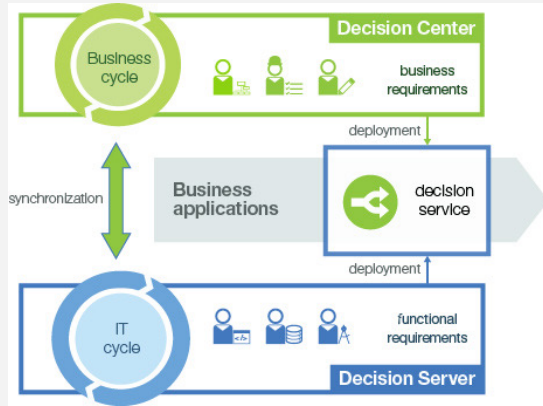 Decision Center
Business
cycle
business
requirements
deployment
synchronization
Business
applications
decision
service
deployment
IT
cycle
</>
functional
requirements
Decision Server